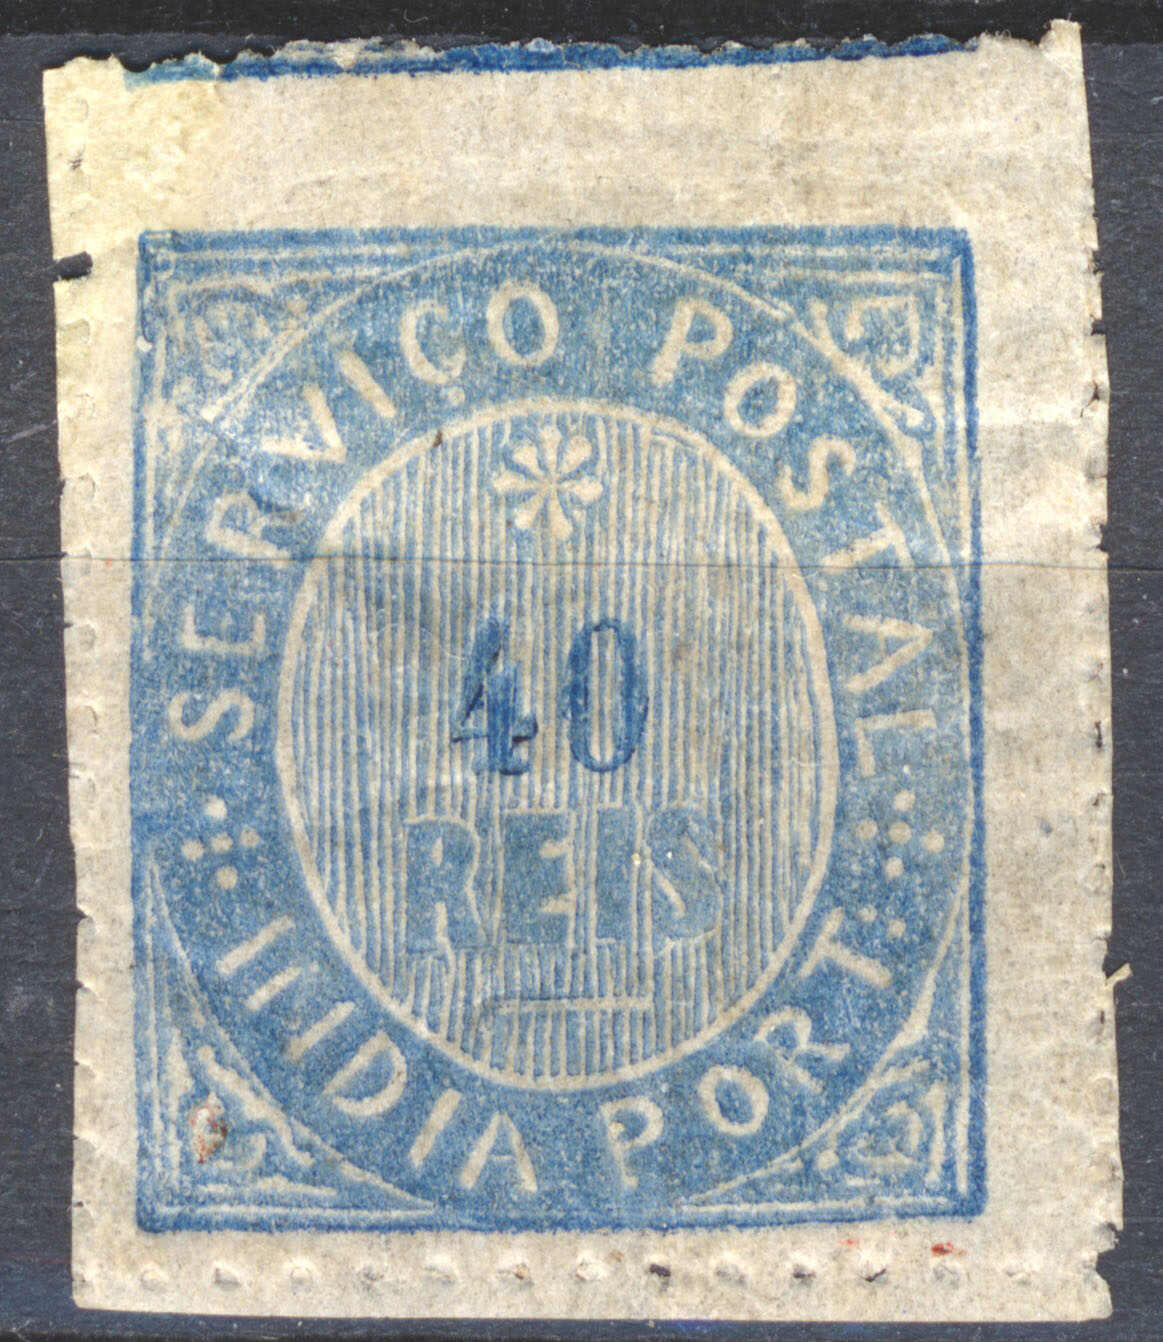 SERVIÇO POSTAL
40
REIS
INDIA PORT